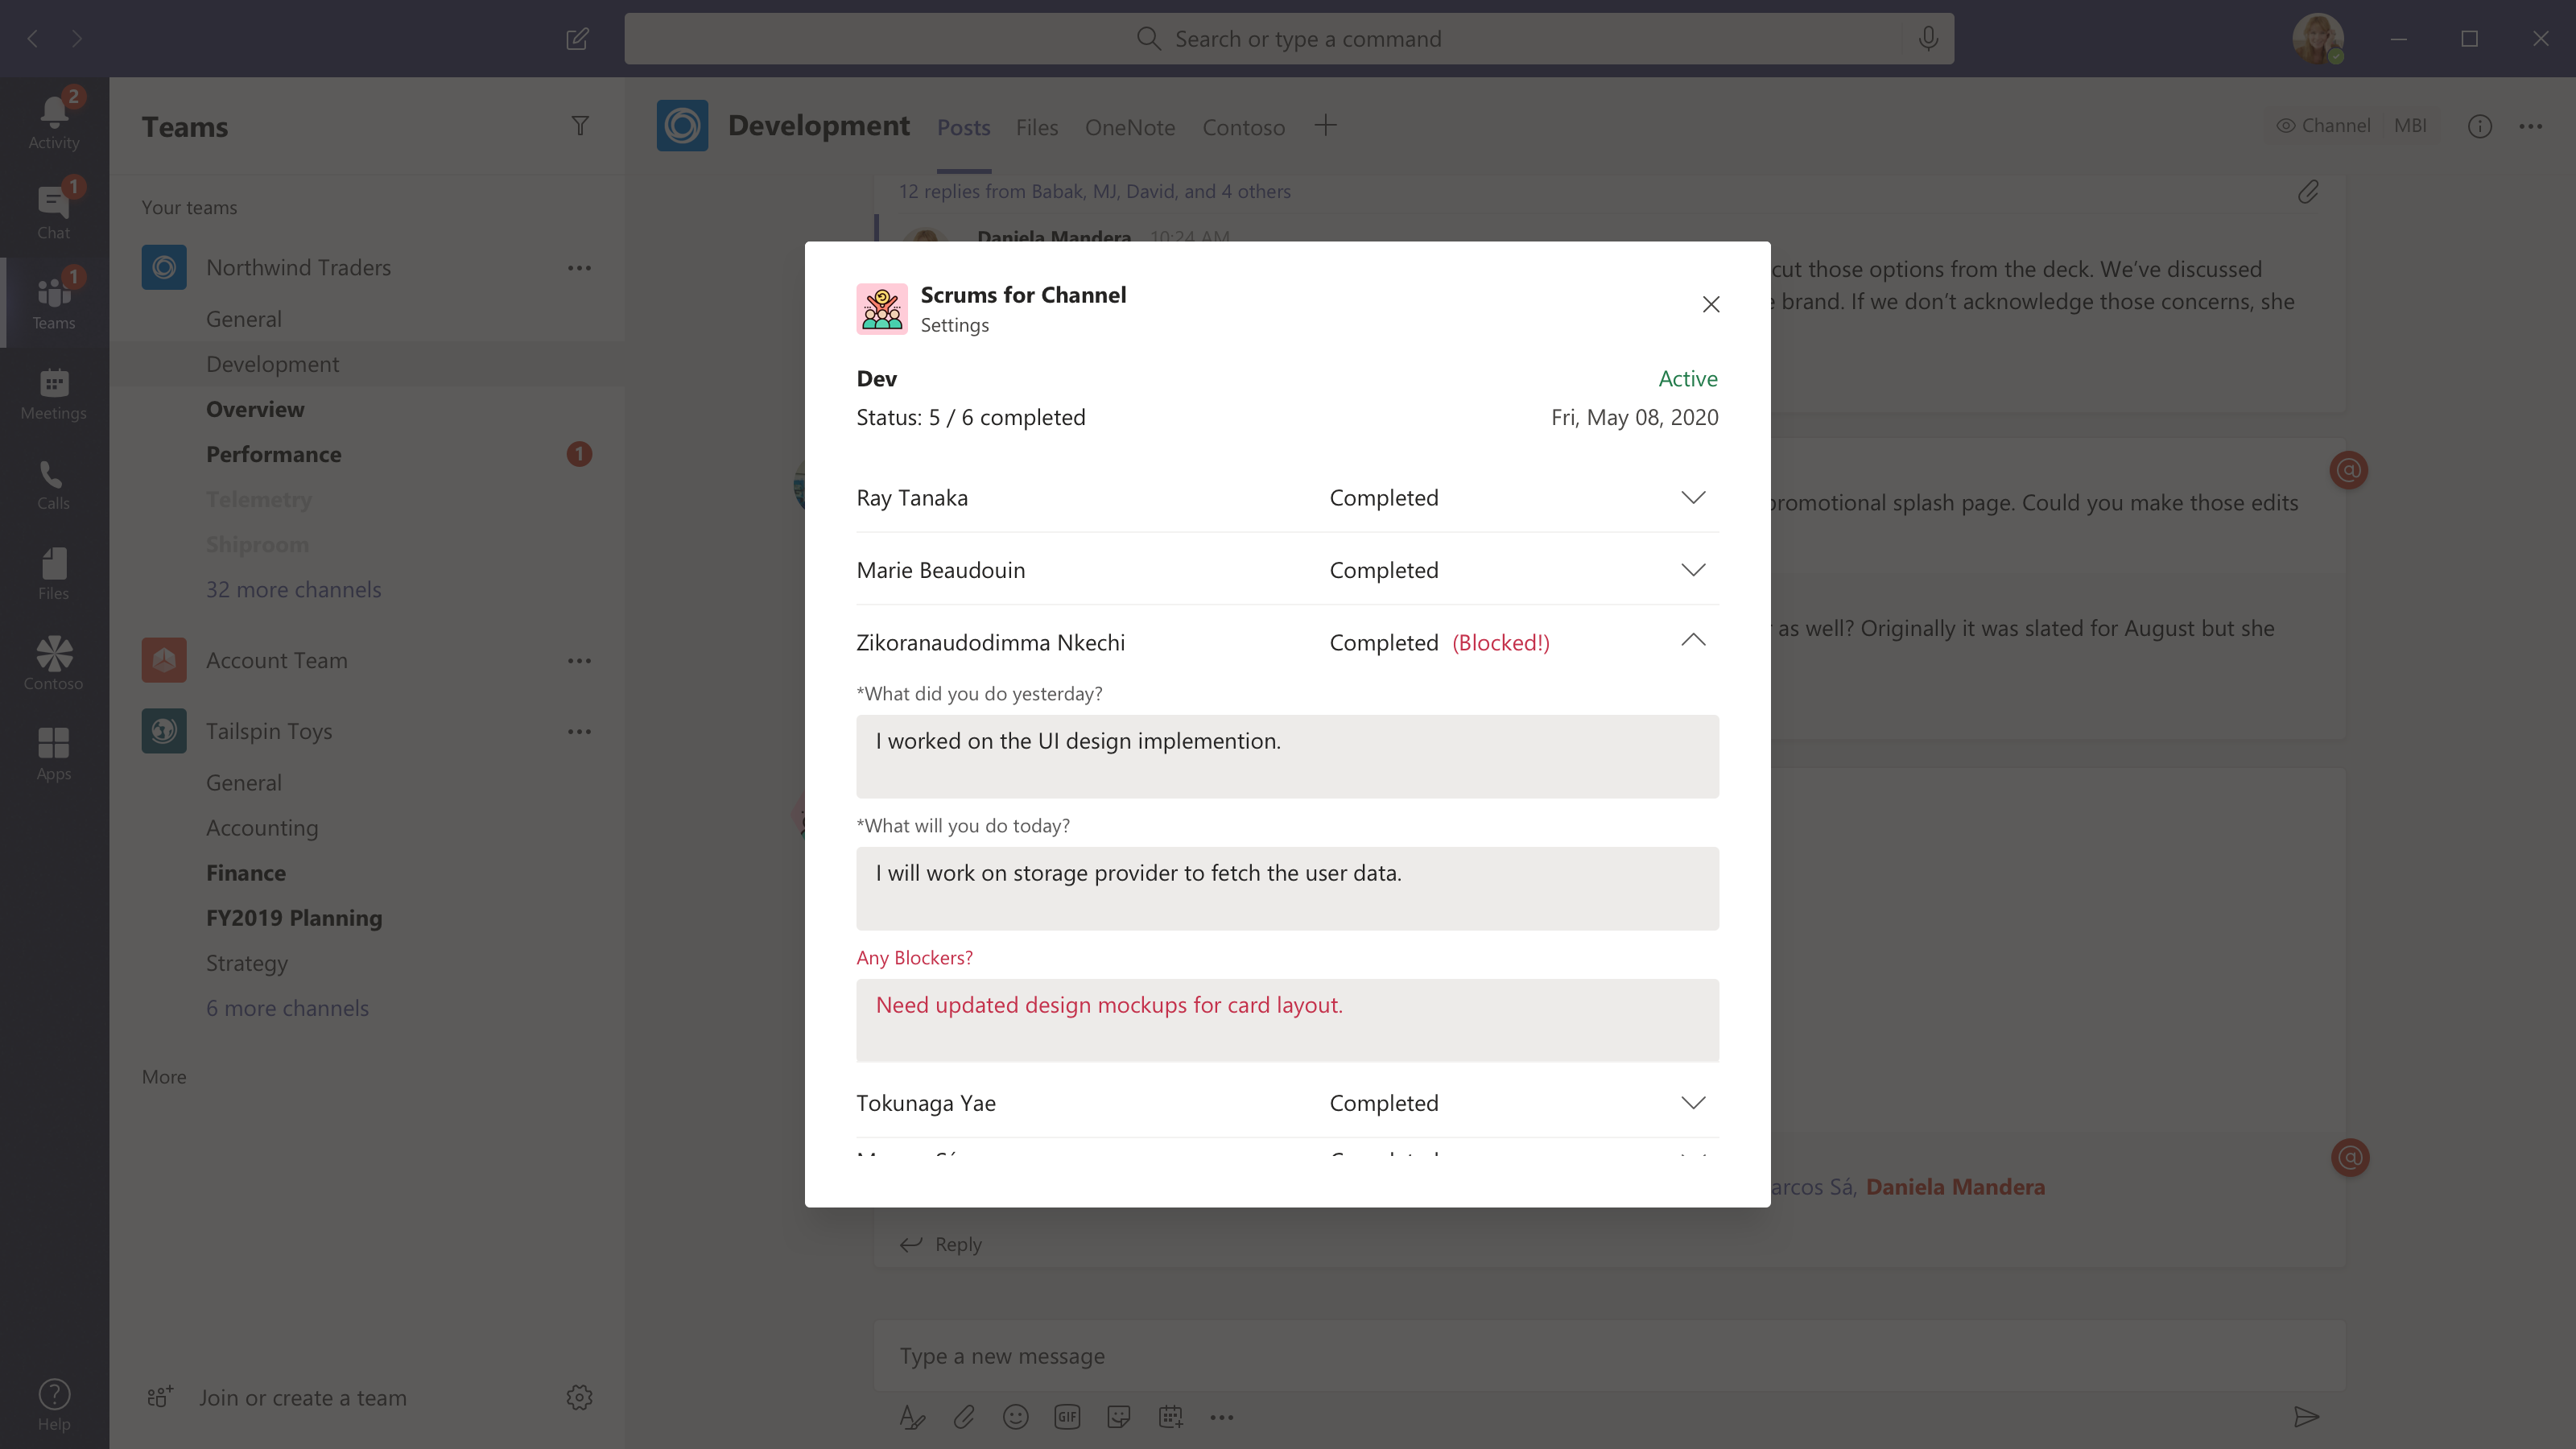 Search or type a command
2
Activity
1
Chat
1
Teams
Meetings
Calls
Files
Contoso
Apps
Help
Teams
Your teams
Northwind Traders
General
Development
Overview
Performance
1
Telemetry
Shiproom
32 more channels
Account Team
Tailspin Toys
General
Accounting
Finance
FY2019 Planning
Strategy
6 more channels
More
Join or create a team
Development
Posts
Files
OneNote
Contoso
Channel
MBI
12 replies from Babak, MJ, David, and 4 others
Daniela Mandera 10:24 AM
cut those options from the deck. We’ve discussed
brand. If we don’t acknowledge those concerns, she
promotional splash page. Could you make those edits
@
as well? Originally it was slated for August but she
@
arcos Sá, Daniela Mandera
Reply
Type a new message
GIF
Scrums for Channel
Settings
Dev
Active
Status: 5 / 6 completed
Fri, May 08, 2020
Ray Tanaka Completed
Marie Beaudouin Completed
Zikoranaudodimma Nkechi Completed (Blocked!)
*What did you do yesterday?
I worked on the UI design implemention.
*What will you do today?
I will work on storage provider to fetch the user data.
Any Blockers?
Need updated design mockups for card layout.
Tokunaga Yae Completed